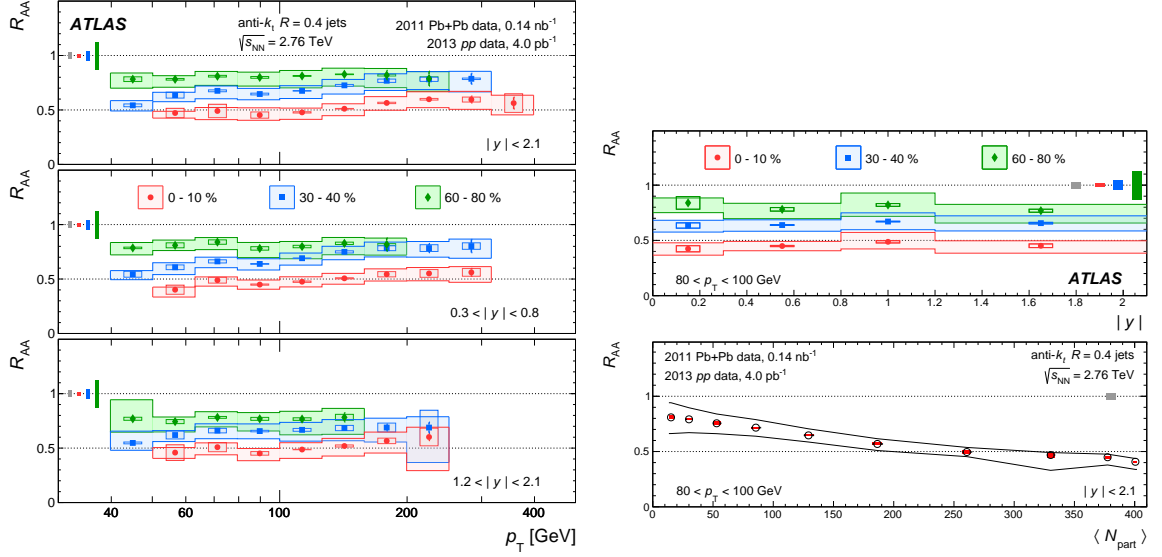 R_AA
ATLAS
anti-k_t R = 0.4 jets
√s_NN = 2.76 TeV
2011 Pb+Pb data, 0.14 nb⁻¹
2013 pp data, 4.0 pb⁻¹
1
0.5
0
| y | < 2.1
R_AA
0 - 10 %
30 - 40 %
60 - 80 %
1
0.5
0
0.3 < | y | < 0.8
R_AA
1
0.5
0
1.2 < | y | < 2.1
40 60 100 200 300 400 500
p_T [GeV]
R_AA
0 - 10 %
30 - 40 %
60 - 80 %
1
0.5
80 < p_T < 100 GeV
ATLAS
0
0 0.2 0.4 0.6 0.8 1 1.2 1.4 1.6 1.8 2
| y |
R_AA
2011 Pb+Pb data, 0.14 nb⁻¹
2013 pp data, 4.0 pb⁻¹
anti-k_t R = 0.4 jets
√s_NN = 2.76 TeV
1
0.5
80 < p_T < 100 GeV
| y | < 2.1
0
0 50 100 150 200 250 300 350 400
⟨ N_part ⟩